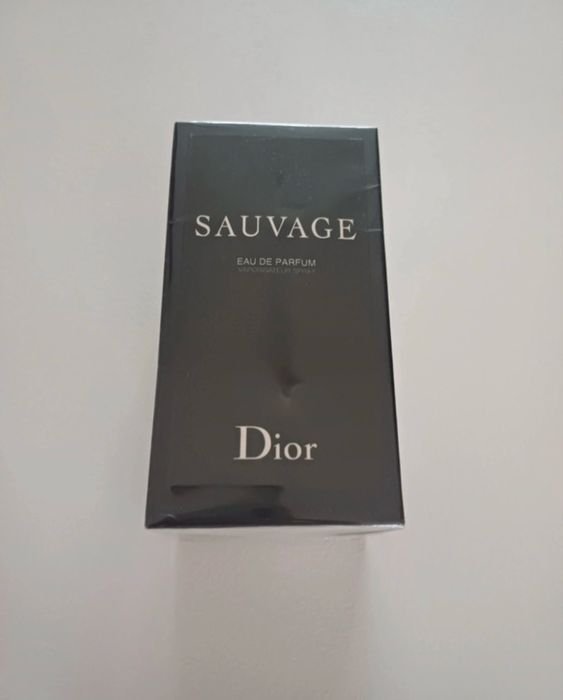 SAUVAGE
EAU DE PARFUM
VAPORISATEUR SPRAY
Dior